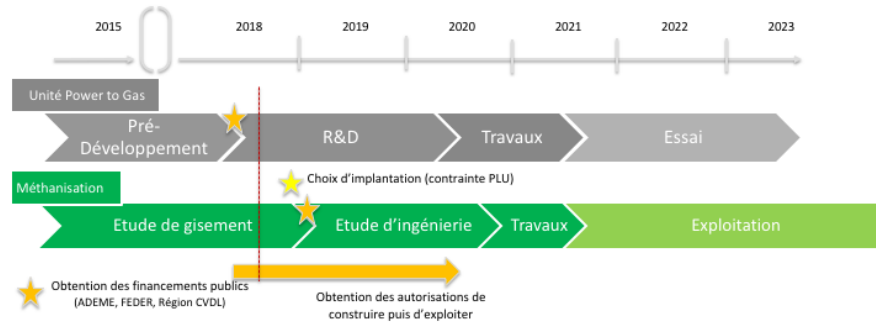 2015 2018 2019 2020 2021 2022 2023
Unité Power to Gas
Pré-
Développement
R&D
Travaux
Essai
Choix d'implantation (contrainte PLU)
Méthanisation
Etude de gisement
Etude d'ingénierie
Travaux
Exploitation
Obtention des financements publics
(ADEME, FEDER, Région CVDL)
Obtention des autorisations de
construire puis d'exploiter